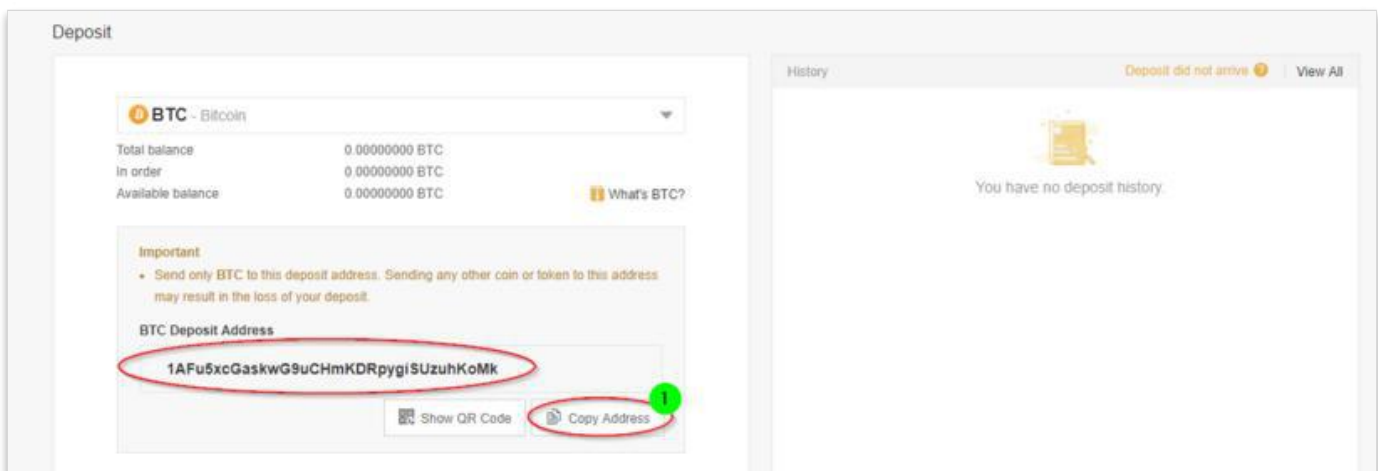 Deposit
BTC - Bitcoin
Total balance 0.00000000 BTC
In order 0.00000000 BTC
Available balance 0.00000000 BTC
What's BTC?
Important
• Send only BTC to this deposit address. Sending any other coin or token to this address
may result in the loss of your deposit.
BTC Deposit Address
1AFu5xcGaskwG9uCHmKDRpygiSUzuhKoMk
Show QR Code
Copy Address
1
History
Deposit did not arrive ?
View All
You have no deposit history.